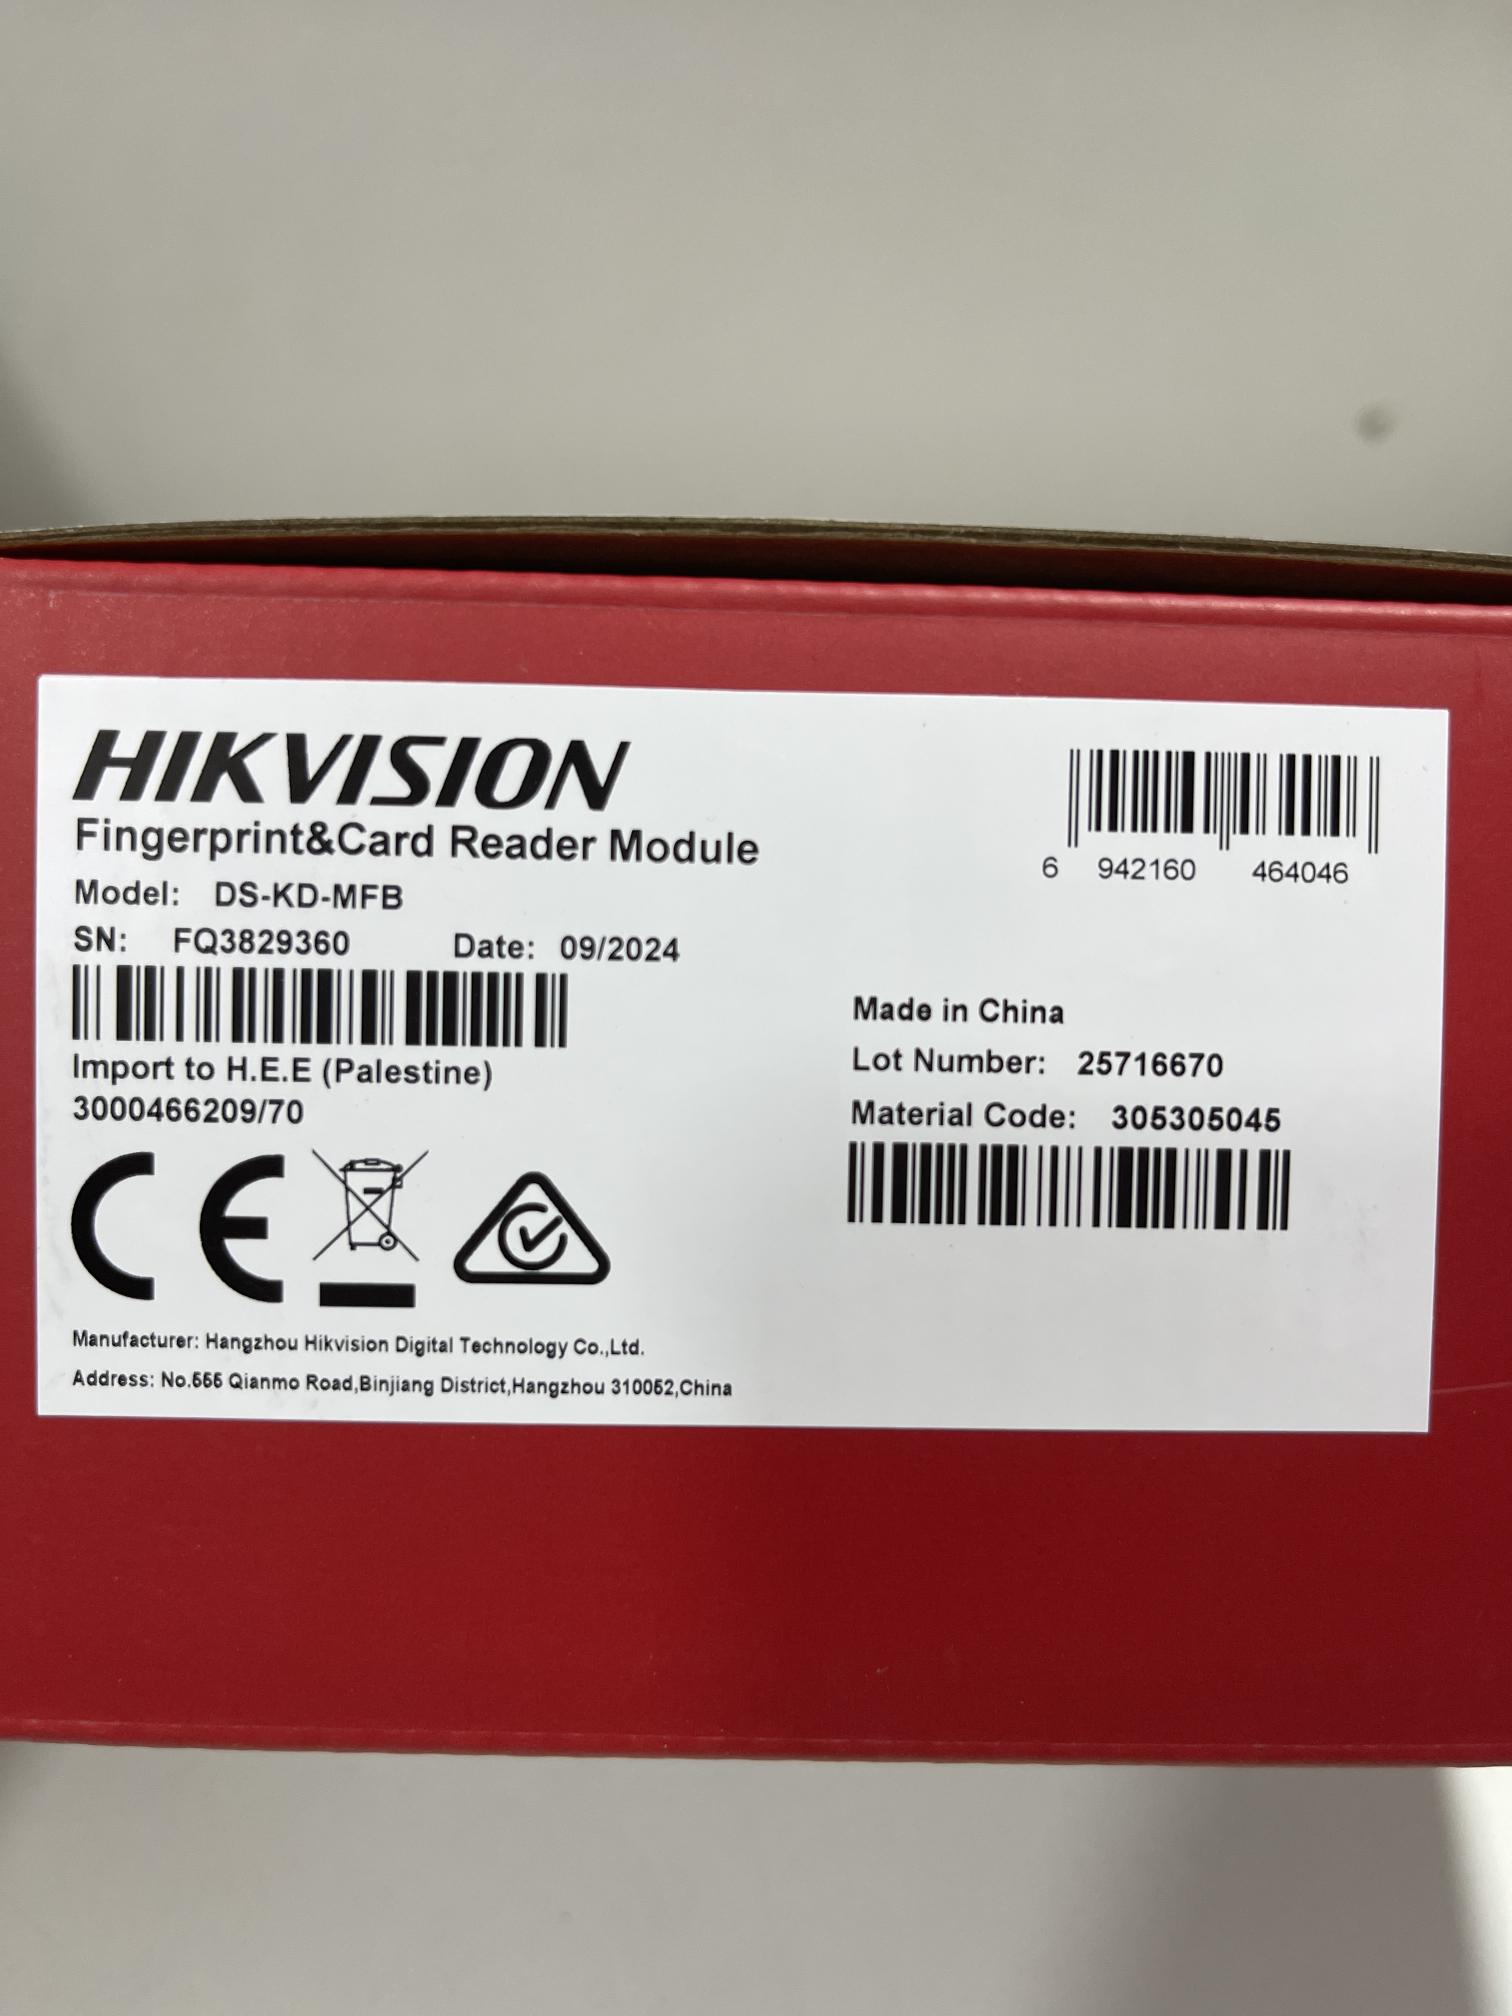 HIKVISION
Fingerprint&Card Reader Module
Model: DS-KD-MFB
SN: FQ3829360 Date: 09/2024
Import to H.E.E (Palestine)
3000466209/70
CE
Manufacturer: Hangzhou Hikvision Digital Technology Co.,Ltd.
Address: No.555 Qianmo Road,Binjiang District,Hangzhou 310052,China
6 942160 464046
Made in China
Lot Number: 25716670
Material Code: 305305045